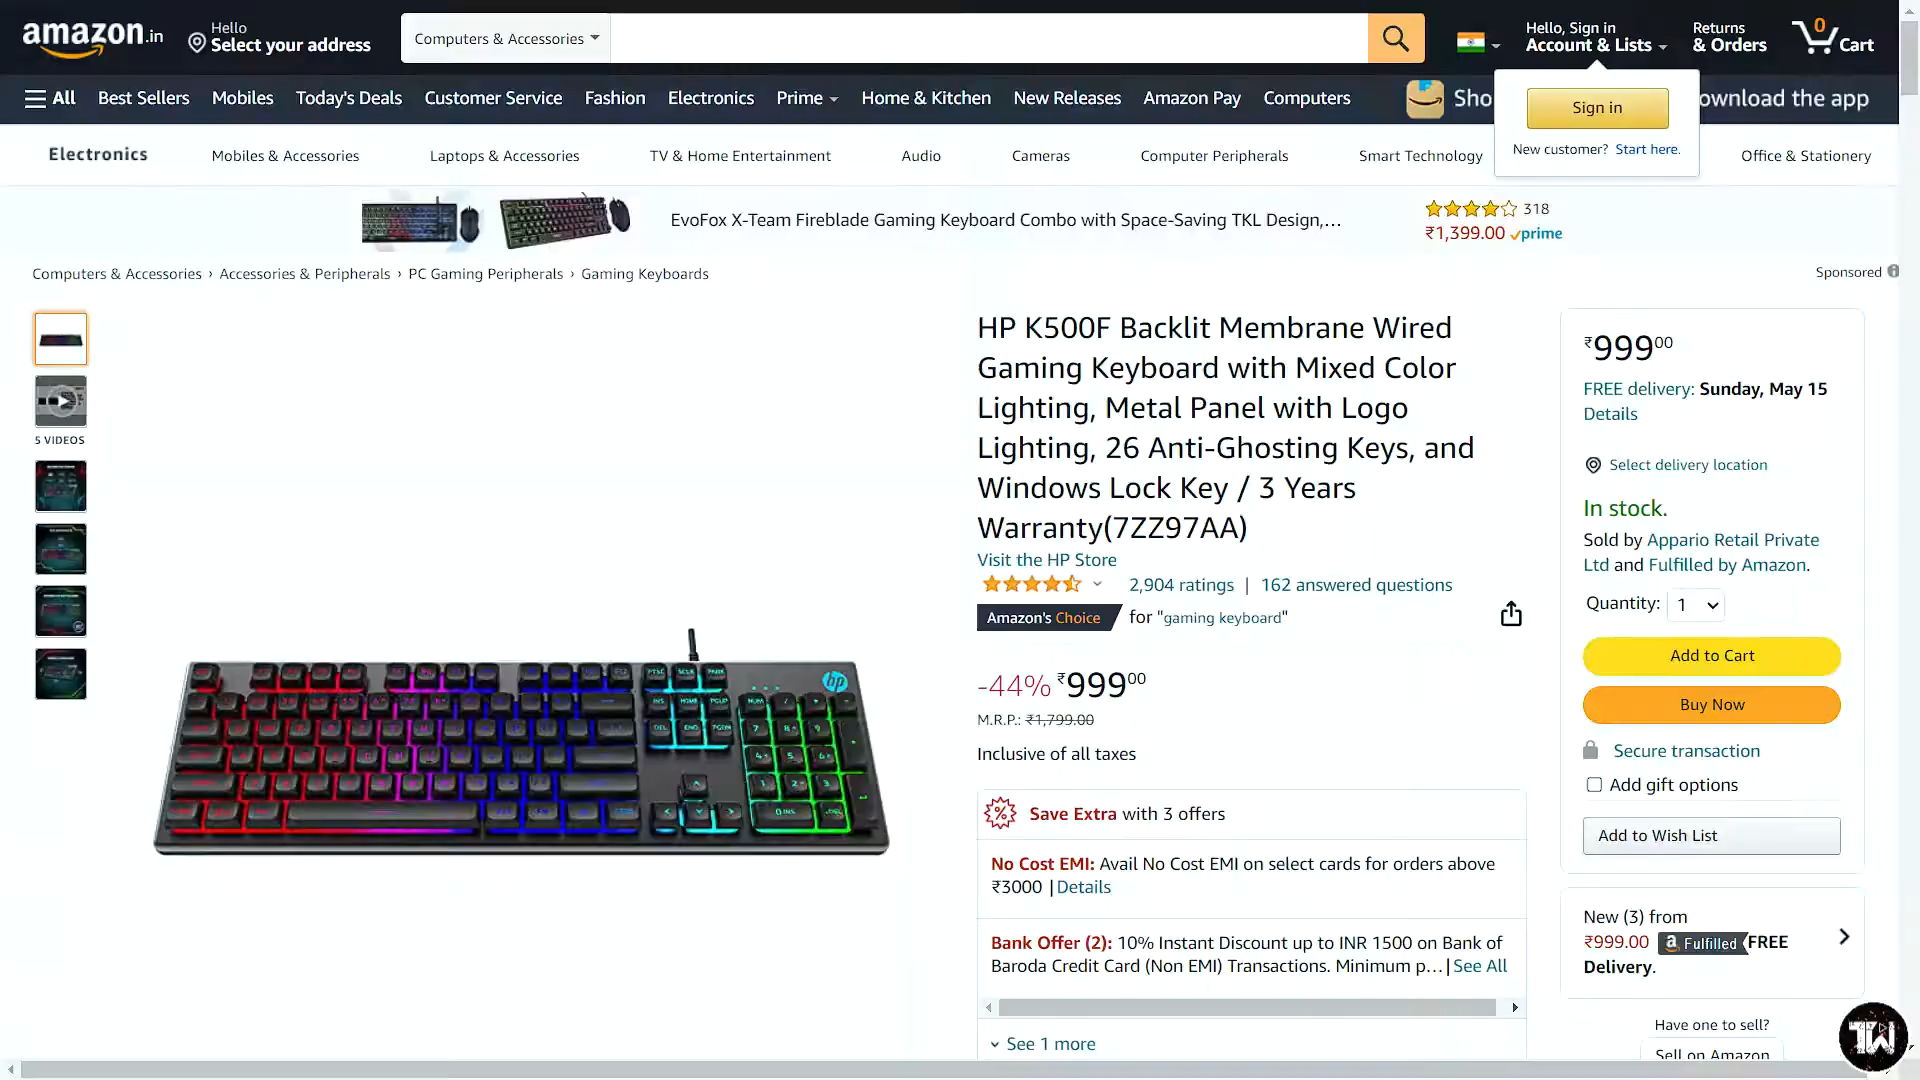 amazon.in
Hello
Select your address
Computers & Accessories
Hello, Sign in
Account & Lists
Returns
& Orders
0
Cart
All
Best Sellers
Mobiles
Today's Deals
Customer Service
Fashion
Electronics
Prime
Home & Kitchen
New Releases
Amazon Pay
Computers
Sho
ownload the app
Sign in
New customer? Start here.
Electronics
Mobiles & Accessories
Laptops & Accessories
TV & Home Entertainment
Audio
Cameras
Computer Peripherals
Smart Technology
Office & Stationery
EvoFox X-Team Fireblade Gaming Keyboard Combo with Space-Saving TKL Design,...
318
₹1,399.00 prime
Computers & Accessories › Accessories & Peripherals › PC Gaming Peripherals › Gaming Keyboards
Sponsored
5 VIDEOS
hp
HP K500F Backlit Membrane Wired
Gaming Keyboard with Mixed Color
Lighting, Metal Panel with Logo
Lighting, 26 Anti-Ghosting Keys, and
Windows Lock Key / 3 Years
Warranty(7ZZ97AA)
Visit the HP Store
2,904 ratings | 162 answered questions
Amazon's Choice for "gaming keyboard"
-44% ₹99900
M.R.P.: ₹1,799.00
Inclusive of all taxes
Save Extra with 3 offers
No Cost EMI: Avail No Cost EMI on select cards for orders above
₹3000 | Details
Bank Offer (2): 10% Instant Discount up to INR 1500 on Bank of
Baroda Credit Card (Non EMI) Transactions. Minimum p... | See All
See 1 more
₹99900
FREE delivery: Sunday, May 15
Details
Select delivery location
In stock.
Sold by Appario Retail Private
Ltd and Fulfilled by Amazon.
Quantity: 1
Add to Cart
Buy Now
Secure transaction
Add gift options
Add to Wish List
New (3) from
₹999.00 a Fulfilled FREE
Delivery.
Have one to sell?
Sell on Amazon
TW